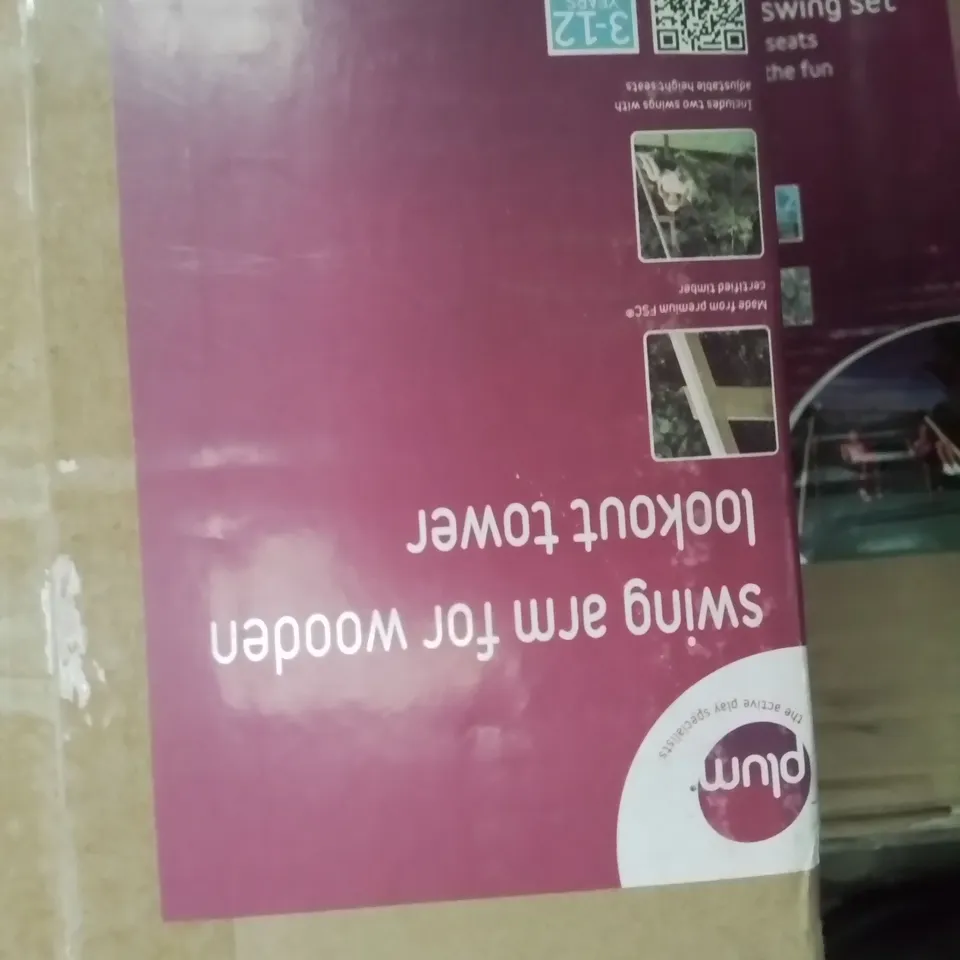 plum®
the active play specialists
swing arm for wooden
lookout tower
Made from premium FSC®
certified timber
Includes two swings with
adjustable height seats
3-12
YEARS
swing set
seats
the fun